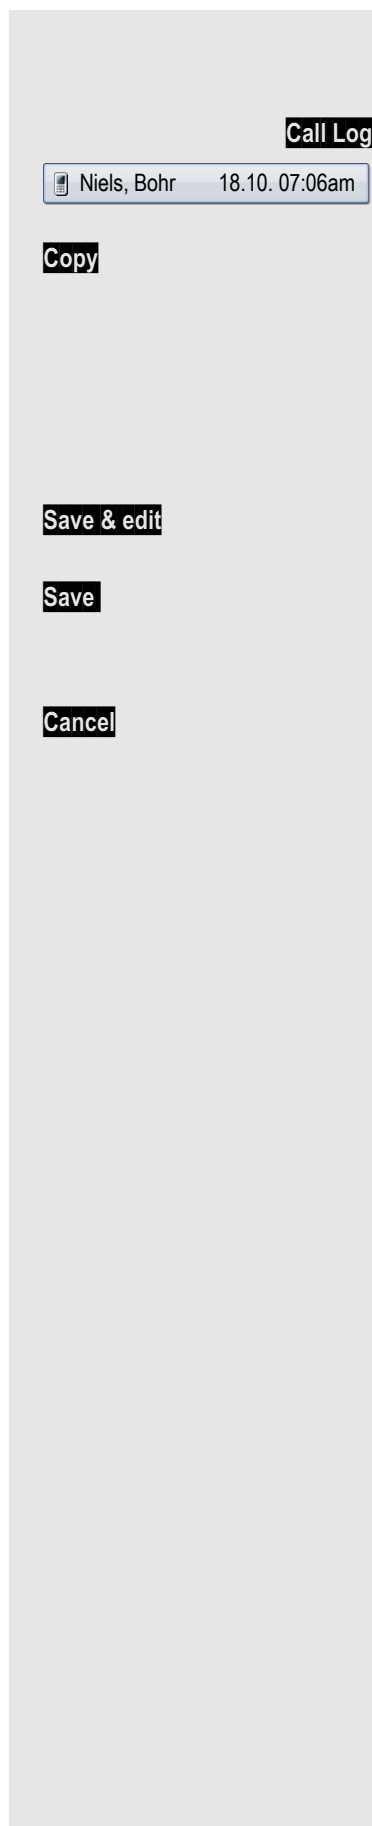 Call Log
Niels, Bohr 18.10. 07:06am
Copy
Save & edit
Save
Cancel